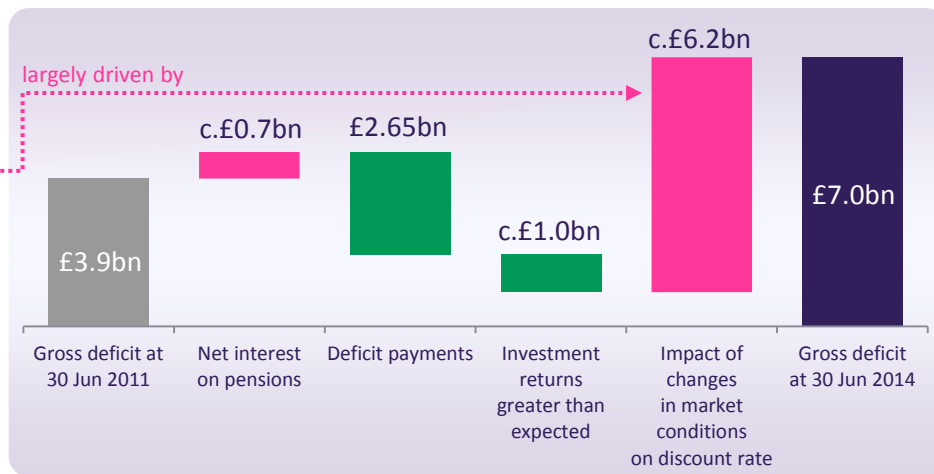 c.£6.2bn
largely driven by
c.£0.7bn
£2.65bn
c.£1.0bn
£3.9bn
£7.0bn
Gross deficit at
30 Jun 2011
Net interest
on pensions
Deficit payments
Investment
returns
greater than
expected
Impact of
changes
in market
conditions
on discount rate
Gross deficit
at 30 Jun 2014